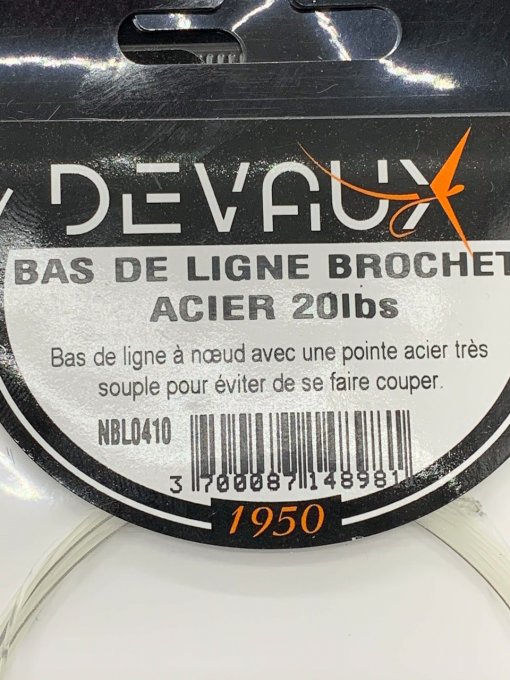 DEVAUX
BAS DE LIGNE BROCHET
ACIER 20lbs
Bas de ligne à nœud avec une pointe acier très
souple pour éviter de se faire couper.
NBL0410
3 700087 148981
1950